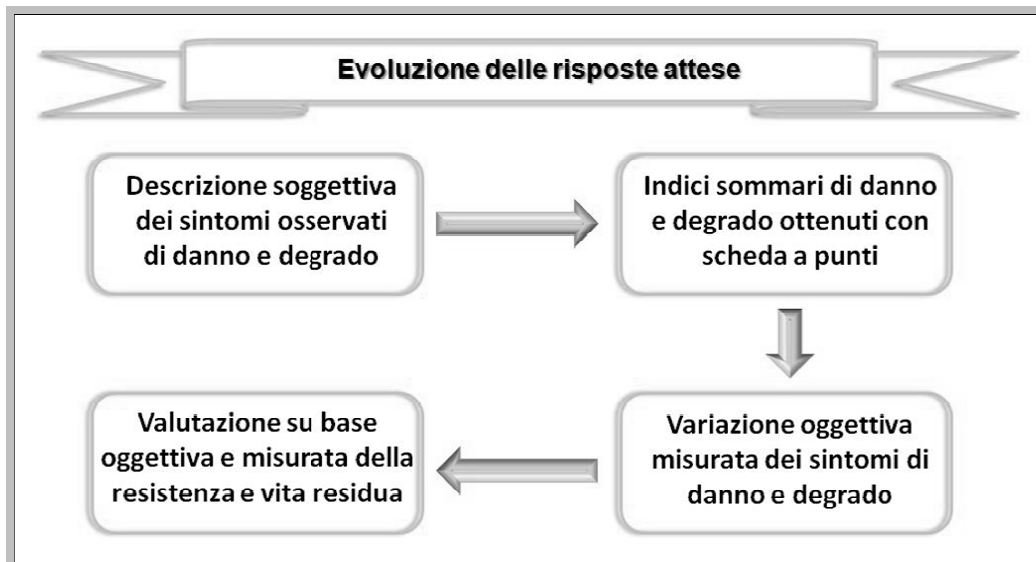 Evoluzione delle risposte attese
Descrizione soggettiva
dei sintomi osservati
di danno e degrado
Indici sommari di danno
e degrado ottenuti con
scheda a punti
Variazione oggettiva
misurata dei sintomi di
danno e degrado
Valutazione su base
oggettiva e misurata della
resistenza e vita residua